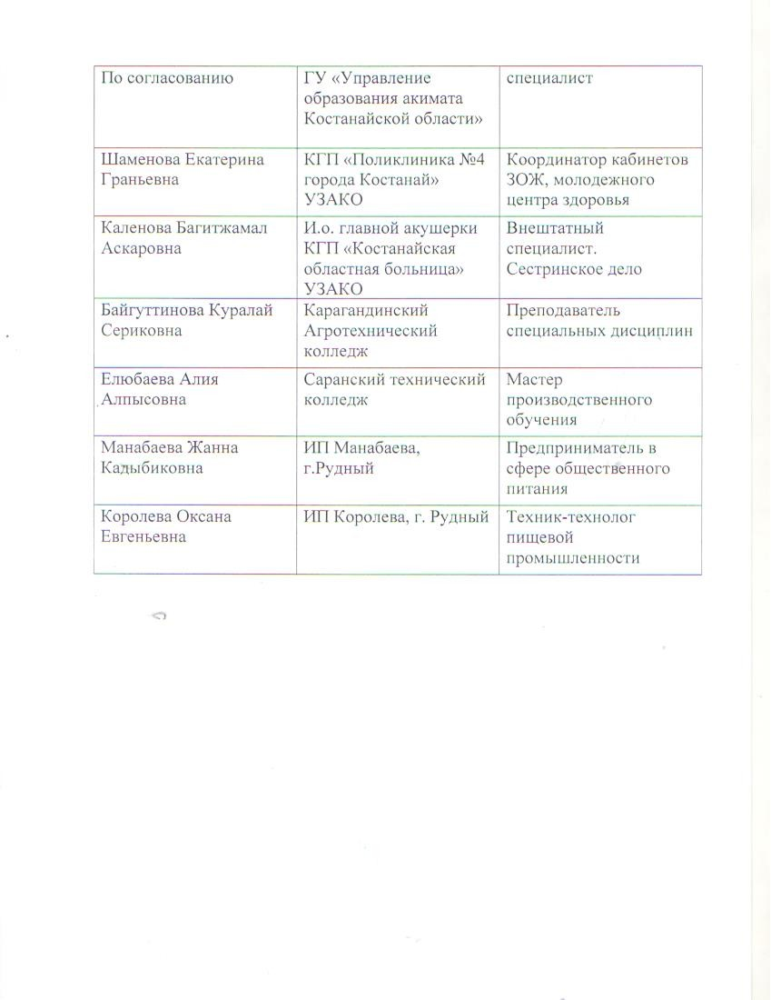 По согласованию
ГУ «Управление
образования акимата
Костанайской области»
специалист
Шаменова Екатерина
Граньевна
КГП «Поликлиника №4
города Костанай»
УЗАКО
Координатор кабинетов
ЗОЖ, молодежного
центра здоровья
Каленова Багитжамал
Аскаровна
И.о. главной акушерки
КГП «Костанайская
областная больница»
УЗАКО
Внештатный
специалист.
Сестринское дело
Байгуттинова Куралай
Сериковна
Карагандинский
Агротехнический
колледж
Преподаватель
специальных дисциплин
Елюбаева Алия
Алпысовна
Саранский технический
колледж
Мастер
производственного
обучения
Манабаева Жанна
Кадыбиковна
ИП Манабаева,
г.Рудный
Предприниматель в
сфере общественного
питания
Королева Оксана
Евгеньевна
ИП Королева, г. Рудный
Техник-технолог
пищевой
промышленности